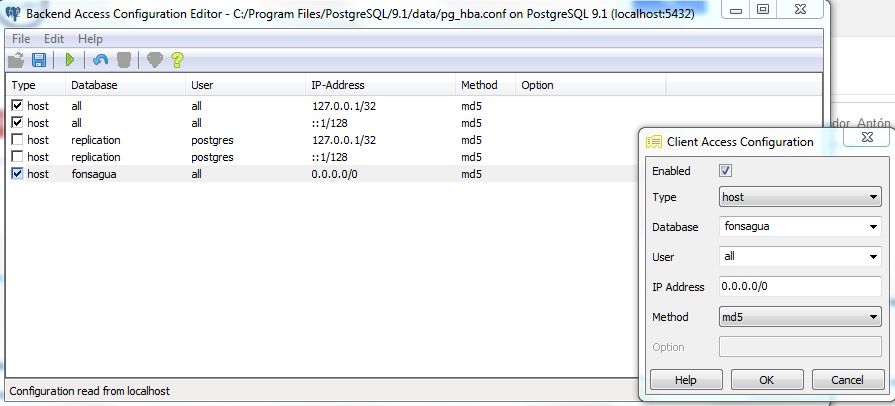 Backend Access Configuration Editor - C:/Program Files/PostgreSQL/9.1/data/pg_hba.conf on PostgreSQL 9.1 (localhost:5432)
File Edit Help
Type Database User IP-Address Method Option
host all all 127.0.0.1/32 md5
host all all ::1/128 md5
host replication postgres 127.0.0.1/32 md5
host replication postgres ::1/128 md5
host fonsagua all 0.0.0.0/0 md5
Configuration read from localhost
dor Antón
Client Access Configuration
Enabled
Type host
Database fonsagua
User all
IP Address 0.0.0.0/0
Method md5
Option
Help OK Cancel